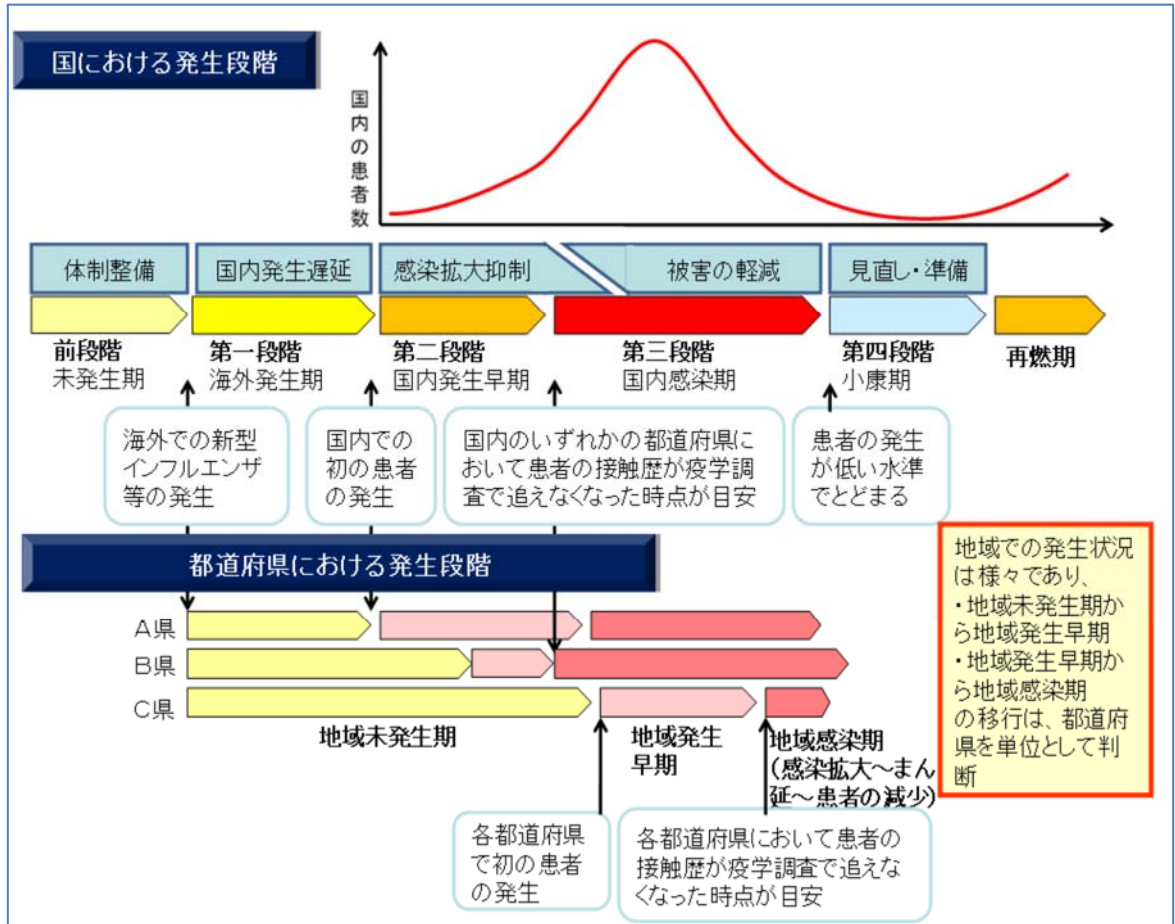 国における発生段階
国内の患者数
体制整備
国内発生遅延
感染拡大抑制
被害の軽減
見直し・準備
前段階
未発生期
第一段階
海外発生期
第二段階
国内発生早期
第三段階
国内感染期
第四段階
小康期
再燃期
海外での新型
インフルエンザ
等の発生
国内での
初の患者
の発生
国内のいずれかの都道府県に
おいて患者の接触歴が疫学調
査で追えなくなった時点が目安
患者の発生
が低い水準
でとどまる
都道府県における発生段階
A県
B県
C県
地域未発生期
地域発生
早期
地域感染期
(感染拡大～まん
延～患者の減少)
各都道府県
で初の患者
の発生
各都道府県において患者の
接触歴が疫学調査で追えな
くなった時点が目安
地域での発生状況
は様々であり、
・地域未発生期か
ら地域発生早期
・地域発生早期か
ら地域感染期
の移行は、都道府
県を単位として判
断